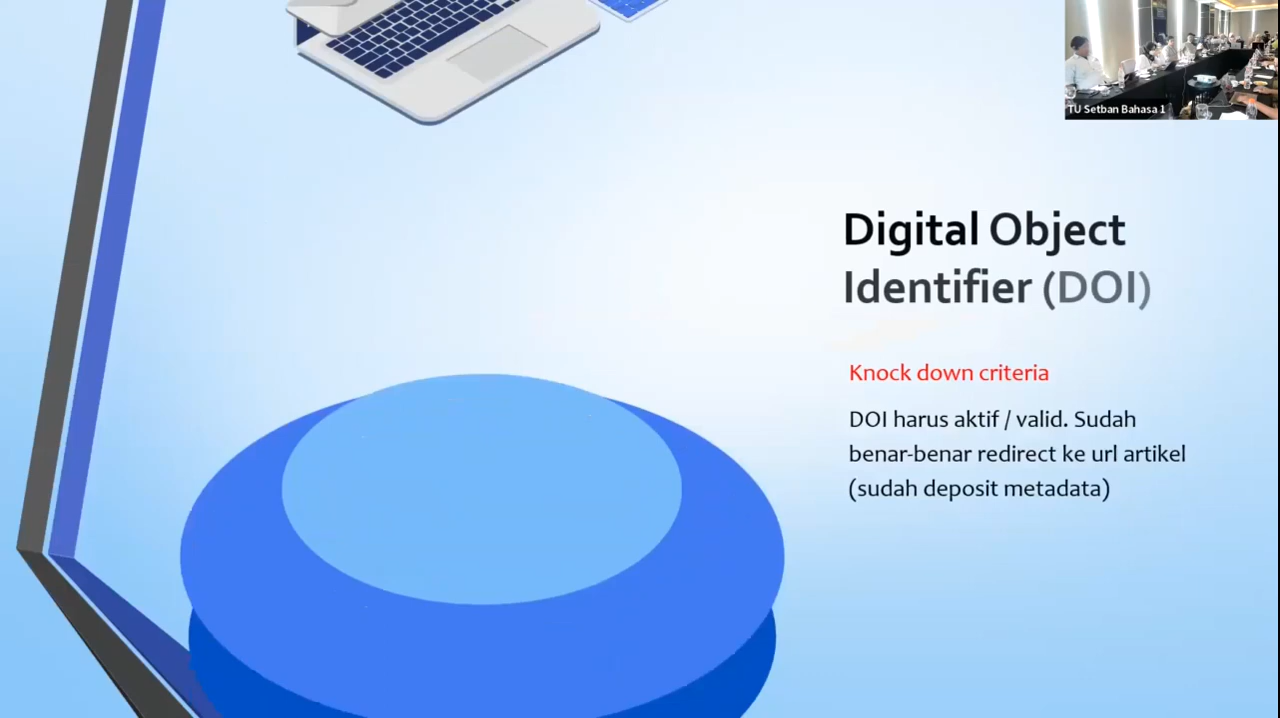 TU Setban Bahasa 1
Digital Object
Identifier (DOI)
Knock down criteria
DOI harus aktif / valid. Sudah
benar-benar redirect ke url artikel
(sudah deposit metadata)